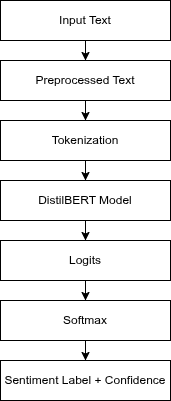 Input Text
Preprocessed Text
Tokenization
DistilBERT Model
Logits
Softmax
Sentiment Label + Confidence